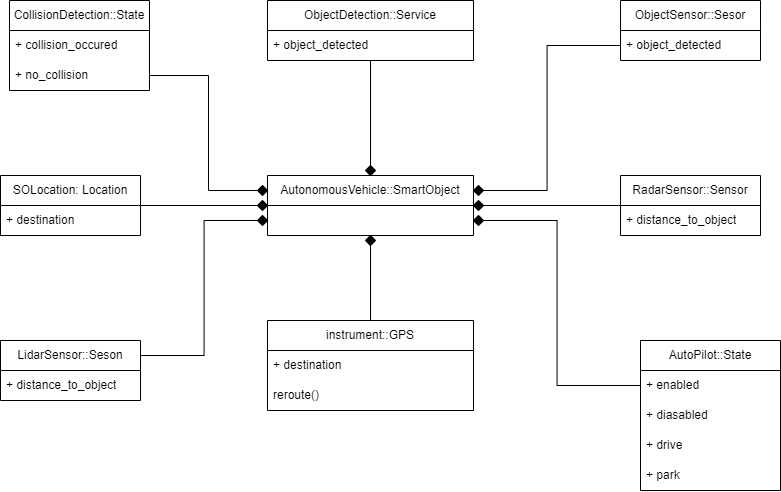 CollisionDetection::State
+ collision_occured
+ no_collision
ObjectDetection::Service
+ object_detected
ObjectSensor::Sesor
+ object_detected
SOLocation: Location
+ destination
AutonomousVehicle::SmartObject
RadarSensor::Sensor
+ distance_to_object
LidarSensor::Seson
+ distance_to_object
instrument::GPS
+ destination
reroute()
AutoPilot::State
+ enabled
+ diasabled
+ drive
+ park